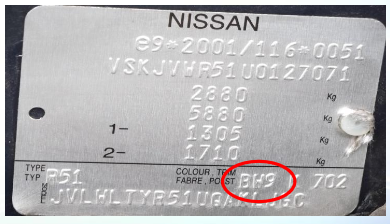 NISSAN
e9*2001/116*0051
VSKJVWR51U0127071
2880 Kg
5880 Kg
1- 1305 Kg
2- 1710 Kg
TYPE TYP R51 COLOUR, TRIM FABRE, POIST BH9 702